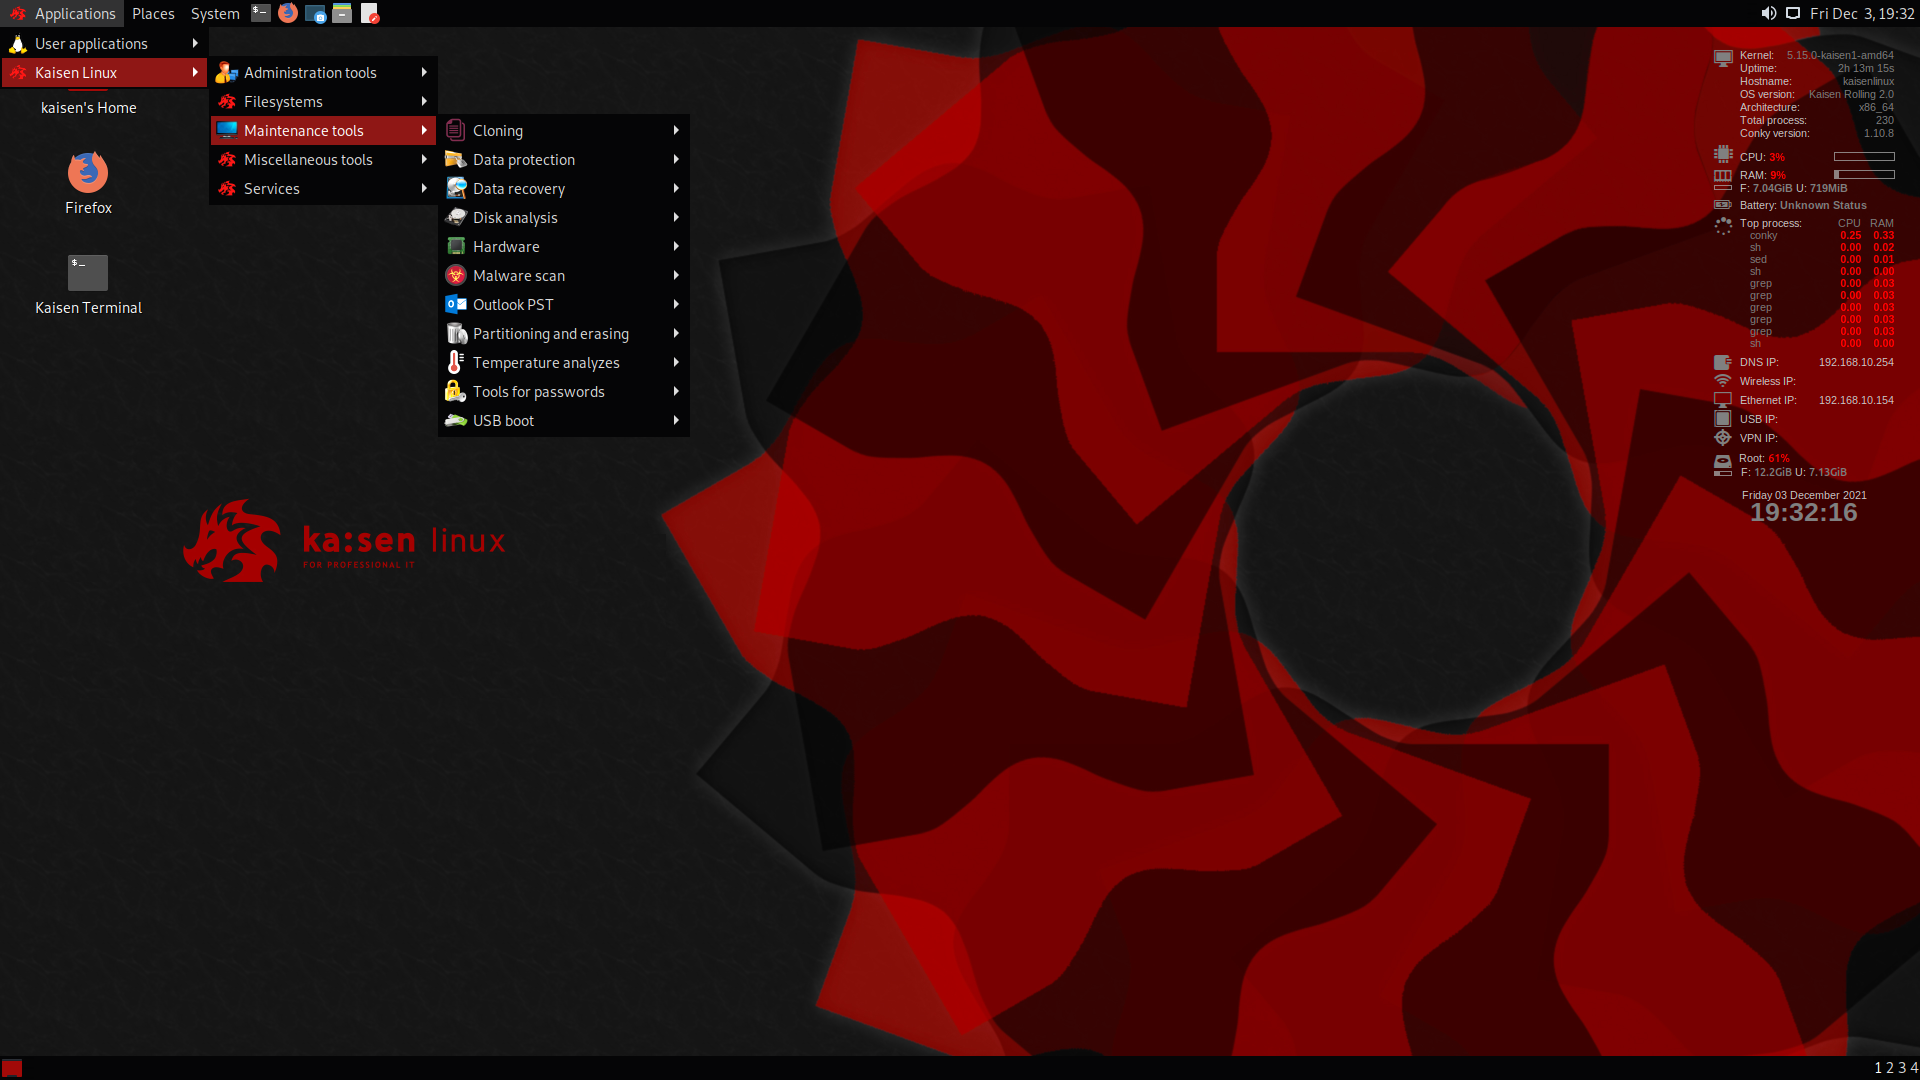 Applications Places System Fri Dec 3, 19:32
User applications
Kaisen Linux
Administration tools
Filesystems
Maintenance tools
Miscellaneous tools
Services
Cloning
Data protection
Data recovery
Disk analysis
Hardware
Malware scan
Outlook PST
Partitioning and erasing
Temperature analyzes
Tools for passwords
USB boot
kaisen's Home
Firefox
$_
Kaisen Terminal
ka:sen linux
FOR PROFESSIONAL IT
Kernel: 5.15.0-kaisen1-amd64
Uptime: 2h 13m 15s
Hostname: kaisenlinux
OS version: Kaisen Rolling 2.0
Architecture: x86_64
Total process: 230
Conky version: 1.10.8
CPU: 3%
RAM: 9%
F: 7.04GiB U: 719MiB
Battery: Unknown Status
Top process: CPU RAM
conky 0.25 0.33
sh 0.00 0.02
sed 0.00 0.01
sh 0.00 0.00
grep 0.00 0.03
grep 0.00 0.03
grep 0.00 0.03
grep 0.00 0.03
grep 0.00 0.03
sh 0.00 0.00
DNS IP: 192.168.10.254
Wireless IP:
Ethernet IP: 192.168.10.154
USB IP:
VPN IP:
Root: 61%
F: 12.2GiB U: 7.13GiB
Friday 03 December 2021
19:32:16
1 2 3 4